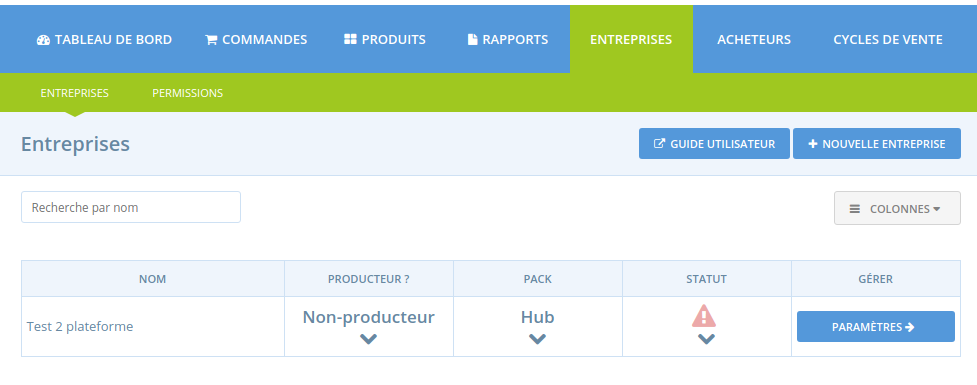 TABLEAU DE BORD COMMANDES PRODUITS RAPPORTS ENTREPRISES ACHETEURS CYCLES DE VENTE
ENTREPRISES PERMISSIONS
Entreprises GUIDE UTILISATEUR NOUVELLE ENTREPRISE
Recherche par nom COLONNES
NOM PRODUCTEUR ? PACK STATUT GÉRER
Test 2 plateforme Non-producteur Hub PARAMÈTRES